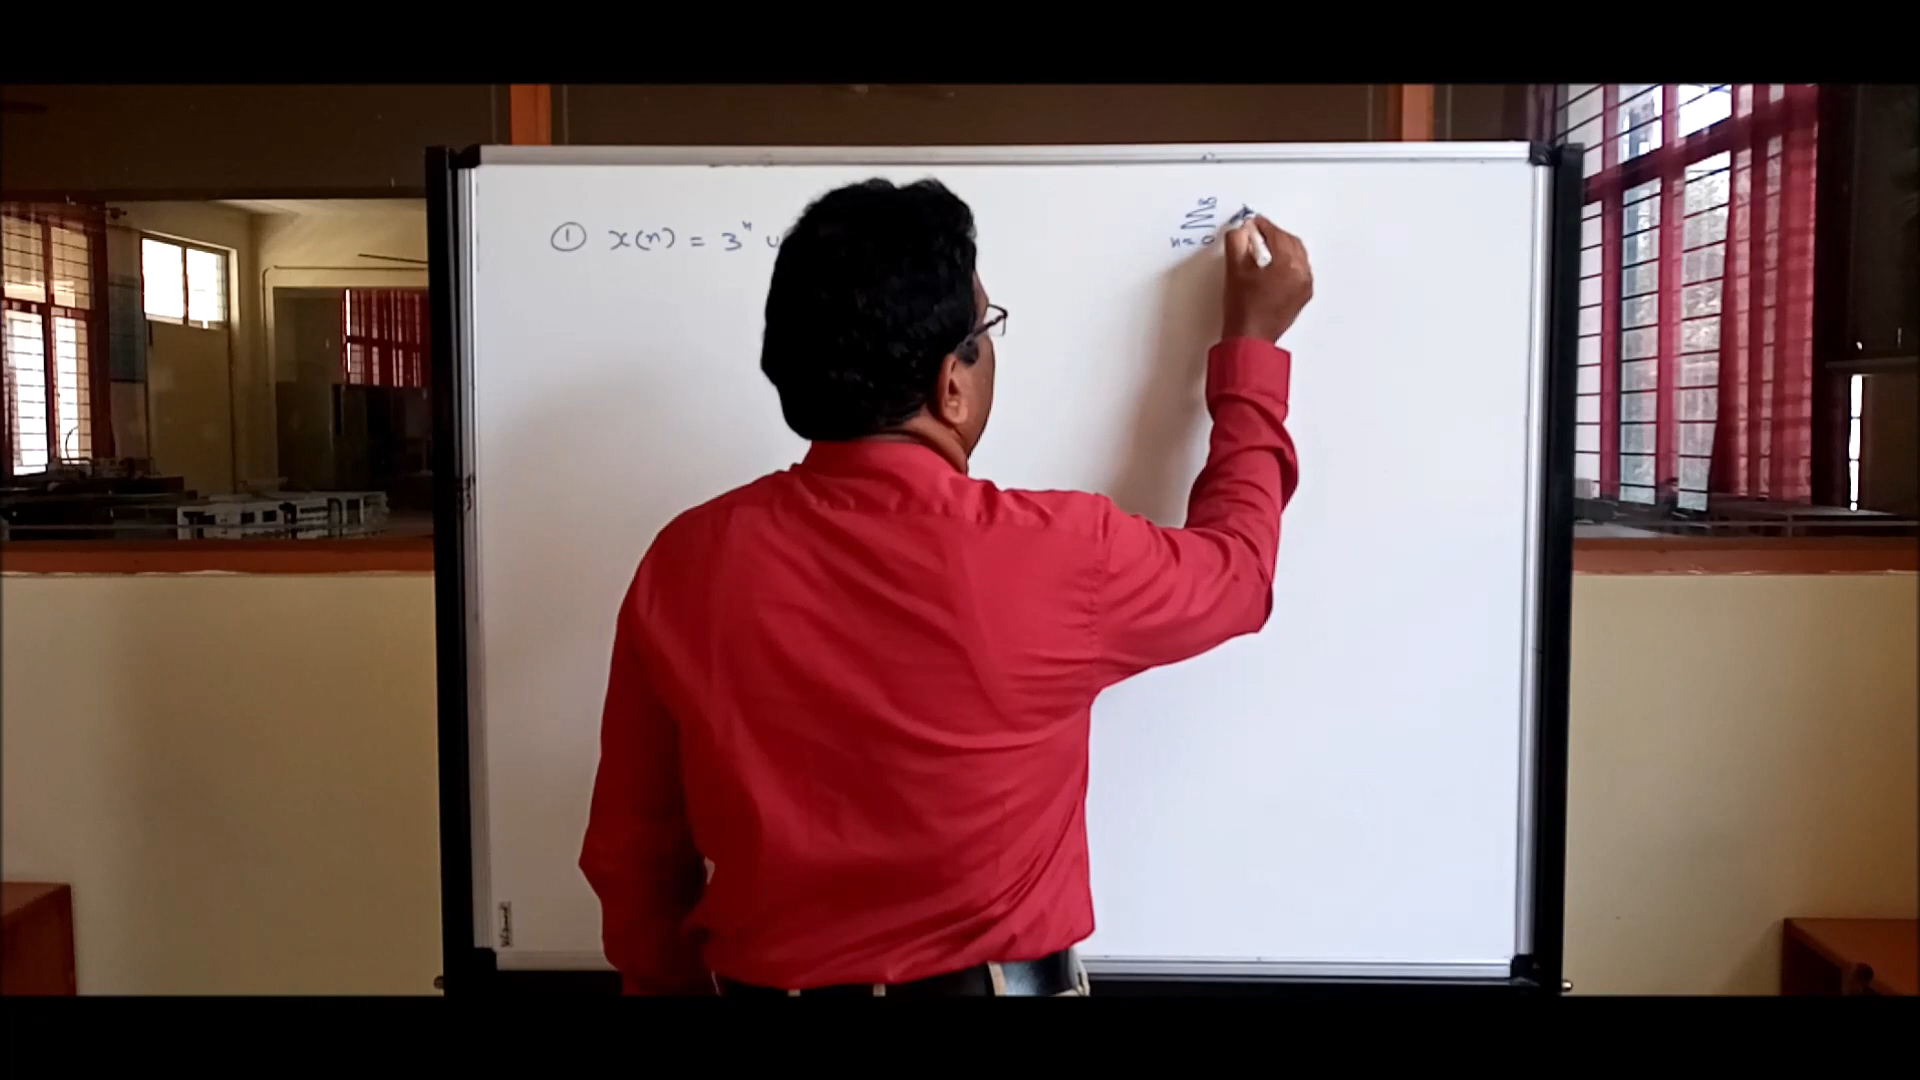 ① x(n) = 3ⁿ u
∞
Σ
n=0